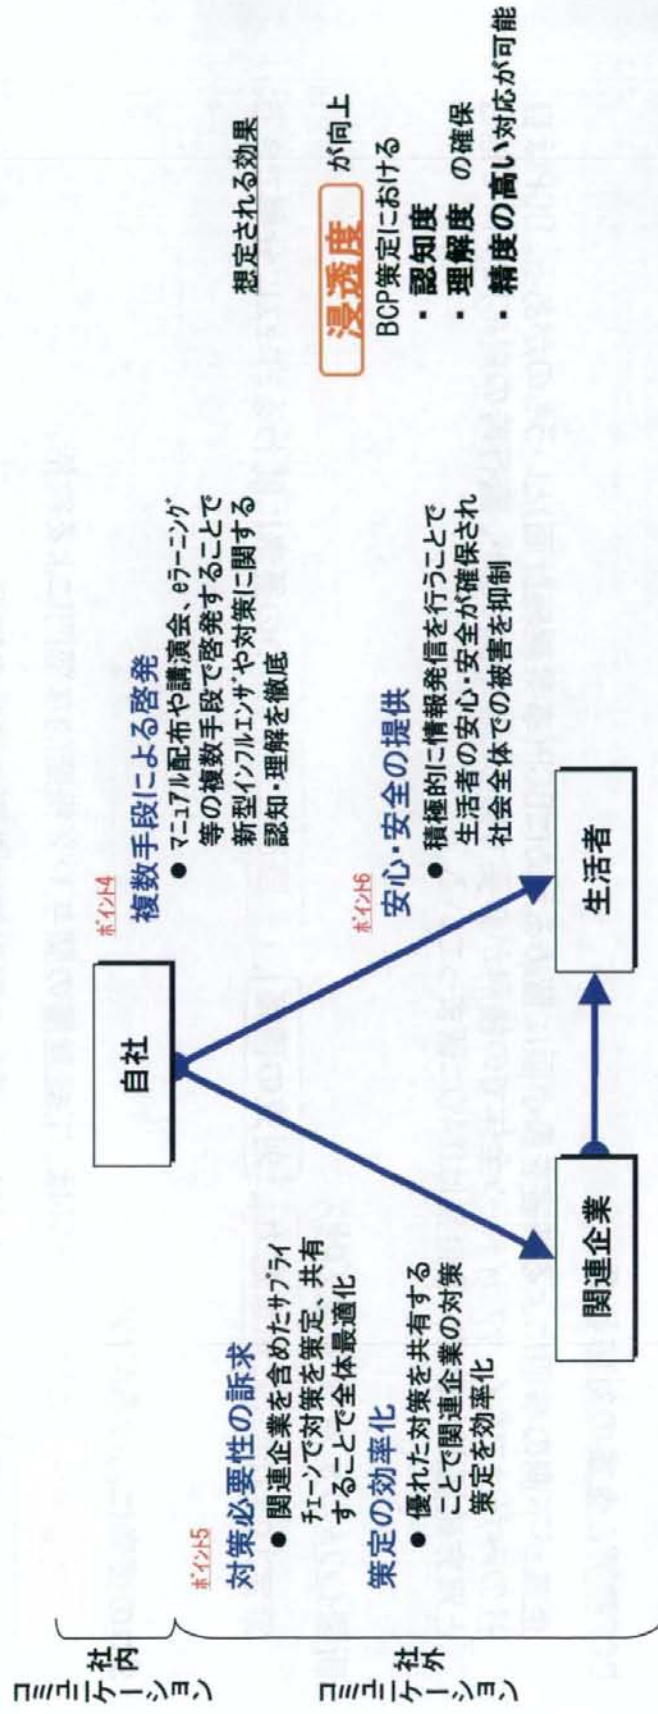 社内
コミュニケーション
社外
コミュニケーション
ポイント4
複数手段による啓発
● マニュアル配布や講演会、eラーニング
等の複数手段で啓発することで
新型インフルエンザや対策に関する
認知・理解を徹底
自社
ポイント5
対策必要性の訴求
● 関連企業を含めたサプライ
チェーンで対策を策定、共有
することで全体最適化
策定の効率化
● 優れた対策を共有する
ことで関連企業の対策
策定を効率化
ポイント6
安心・安全の提供
● 積極的に情報発信を行うことで
生活者の安心・安全が確保され
社会全体での被害を抑制
関連企業
生活者
想定される効果
浸透度 が向上
BCP策定における
・ 認知度
・ 理解度 の確保
・ 精度の高い対応が可能